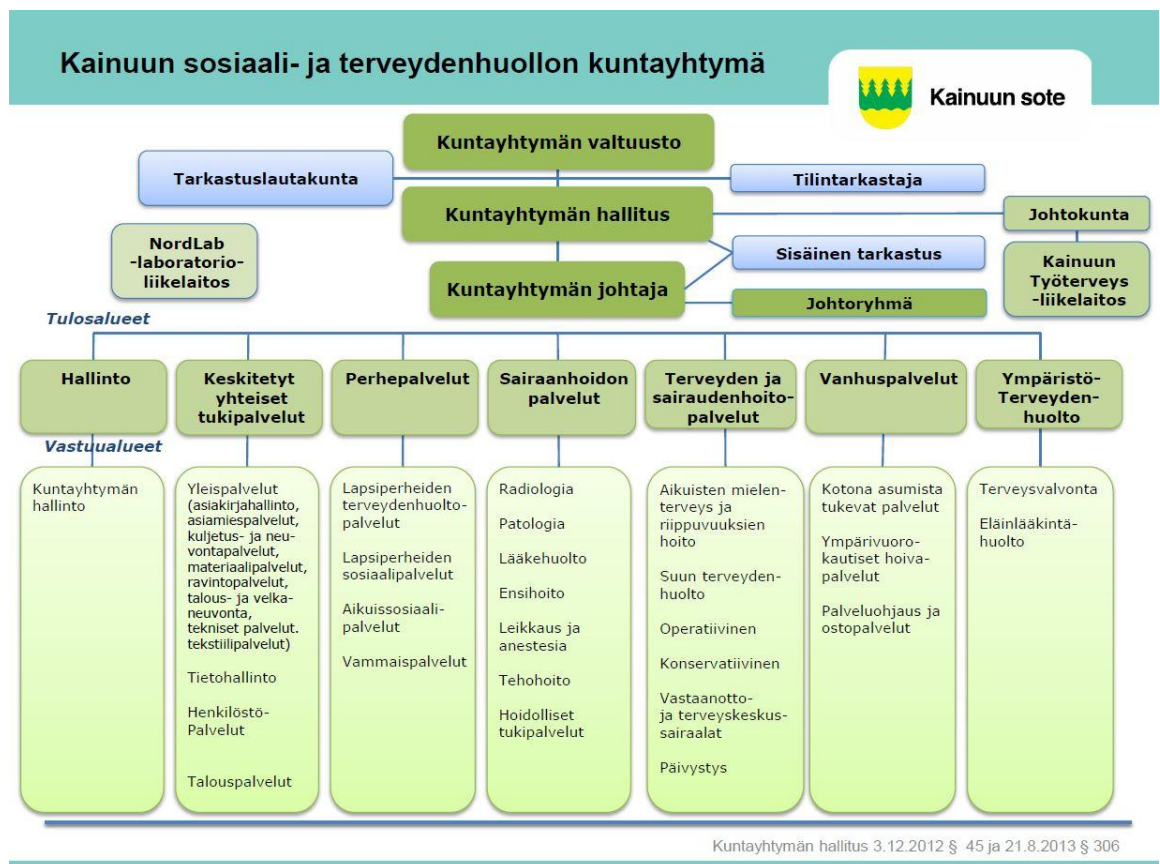 Kainuun sosiaali- ja terveydenhuollon kuntayhtymä
Kainuun sote
Kuntayhtymän valtuusto
Tarkastuslautakunta
Tilintarkastaja
Kuntayhtymän hallitus
Johtokunta
NordLab
-laboratorio-
liikelaitos
Sisäinen tarkastus
Kainuun
Työterveys
-liikelaitos
Kuntayhtymän johtaja
Johtoryhmä
Tulosalueet
Hallinto
Keskitetyt
yhteiset
tukipalvelut
Perhepalvelut
Sairaanhoidon
palvelut
Terveyden ja
sairaudenhoito-
palvelut
Vanhuspalvelut
Ympäristö-
Terveyden-
huolto
Vastuualueet
Kuntayhtymän
hallinto
Yleispalvelut
(asiakirjahallinto,
asiamiespalvelut,
kuljetus- ja neu-
vontapalvelut,
materiaalipalvelut,
ravintopalvelut,
talous- ja velka-
neuvonta,
tekniset palvelut.
tekstiilipalvelut)
Tietohallinto
Henkilöstö-
Palvelut
Talouspalvelut
Lapsiperheiden
terveydenhuolto-
palvelut
Lapsiperheiden
sosiaalipalvelut
Aikuissosiaali-
palvelut
Vammaispalvelut
Radiologia
Patologia
Lääkehuolto
Ensihoito
Leikkaus ja
anestesia
Tehohoito
Hoidolliset
tukipalvelut
Aikuisten mielen-
terveys ja
riippuvuuksien
hoito
Suun terveyden-
huolto
Operatiivinen
Konservatiivinen
Vastaanotto-
ja terveyskeskus-
sairaalat
Päivystys
Kotona asumista
tukevat palvelut
Ympärivuoro-
kautiset hoiva-
palvelut
Palveluohjaus ja
ostopalvelut
Terveysvalvonta
Eläinlääkintä-
huolto
Kuntayhtymän hallitus 3.12.2012 § 45 ja 21.8.2013 § 306